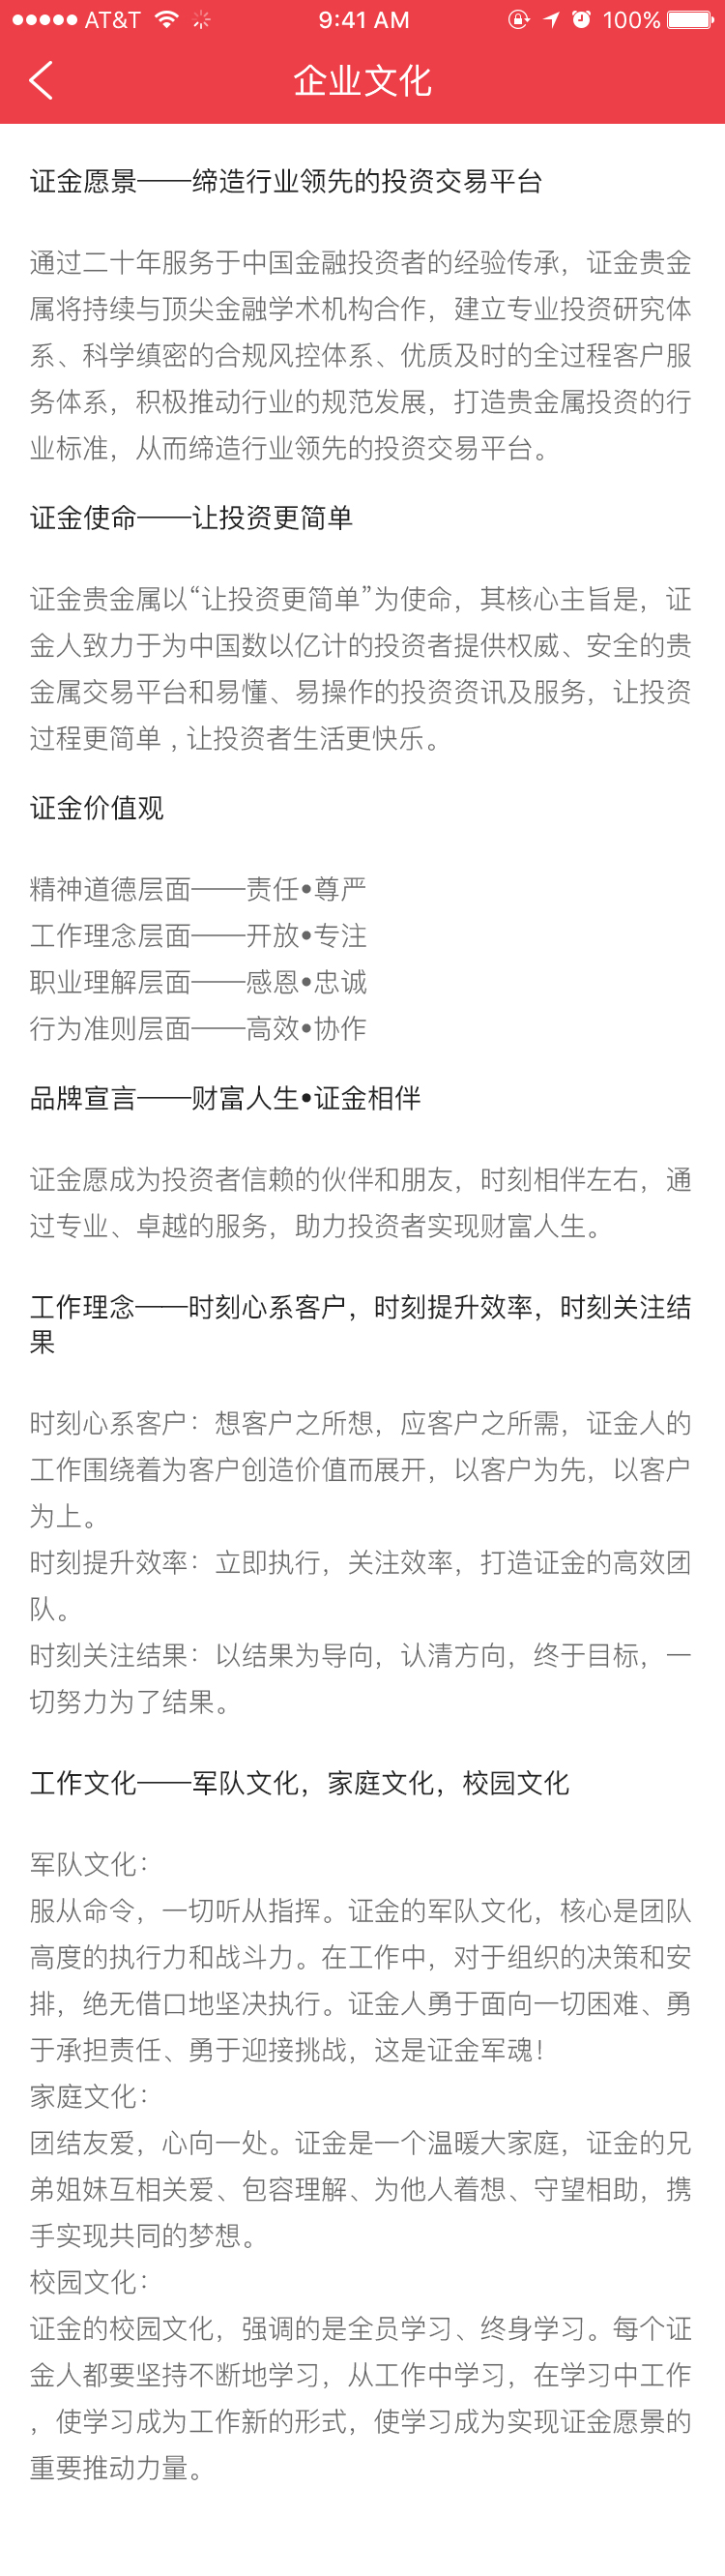 AT&T 9:41 AM 100%
企业文化
证金愿景——缔造行业领先的投资交易平台
通过二十年服务于中国金融投资者的经验传承，证金贵金
属将持续与顶尖金融学术机构合作，建立专业投资研究体
系、科学缜密的合规风控体系、优质及时的全过程客户服
务体系，积极推动行业的规范发展，打造贵金属投资的行
业标准，从而缔造行业领先的投资交易平台。
证金使命——让投资更简单
证金贵金属以“让投资更简单”为使命，其核心主旨是，证
金人致力于为中国数以亿计的投资者提供权威、安全的贵
金属交易平台和易懂、易操作的投资资讯及服务，让投资
过程更简单 , 让投资者生活更快乐。
证金价值观
精神道德层面——责任•尊严
工作理念层面——开放•专注
职业理解层面——感恩•忠诚
行为准则层面——高效•协作
品牌宣言——财富人生•证金相伴
证金愿成为投资者信赖的伙伴和朋友，时刻相伴左右，通
过专业、卓越的服务，助力投资者实现财富人生。
工作理念——时刻心系客户，时刻提升效率，时刻关注结
果
时刻心系客户：想客户之所想，应客户之所需，证金人的
工作围绕着为客户创造价值而展开，以客户为先，以客户
为上。
时刻提升效率：立即执行，关注效率，打造证金的高效团
队。
时刻关注结果：以结果为导向，认清方向，终于目标，一
切努力为了结果。
工作文化——军队文化，家庭文化，校园文化
军队文化：
服从命令，一切听从指挥。证金的军队文化，核心是团队
高度的执行力和战斗力。在工作中，对于组织的决策和安
排，绝无借口地坚决执行。证金人勇于面向一切困难、勇
于承担责任、勇于迎接挑战，这是证金军魂！
家庭文化：
团结友爱，心向一处。证金是一个温暖大家庭，证金的兄
弟姐妹互相关爱、包容理解、为他人着想、守望相助，携
手实现共同的梦想。
校园文化：
证金的校园文化，强调的是全员学习、终身学习。每个证
金人都要坚持不断地学习，从工作中学习，在学习中工作
，使学习成为工作新的形式，使学习成为实现证金愿景的
重要推动力量。